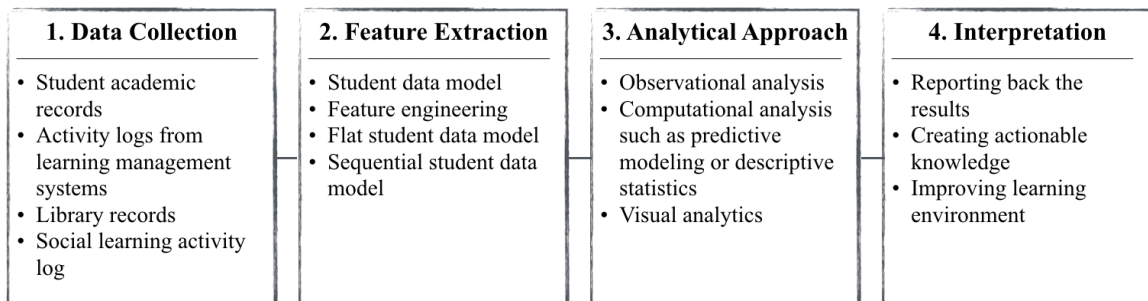 1. Data Collection
• Student academic
records
• Activity logs from
learning management
systems
• Library records
• Social learning activity
log
2. Feature Extraction
• Student data model
• Feature engineering
• Flat student data model
• Sequential student data
model
3. Analytical Approach
• Observational analysis
• Computational analysis
such as predictive
modeling or descriptive
statistics
• Visual analytics
4. Interpretation
• Reporting back the
results
• Creating actionable
knowledge
• Improving learning
environment